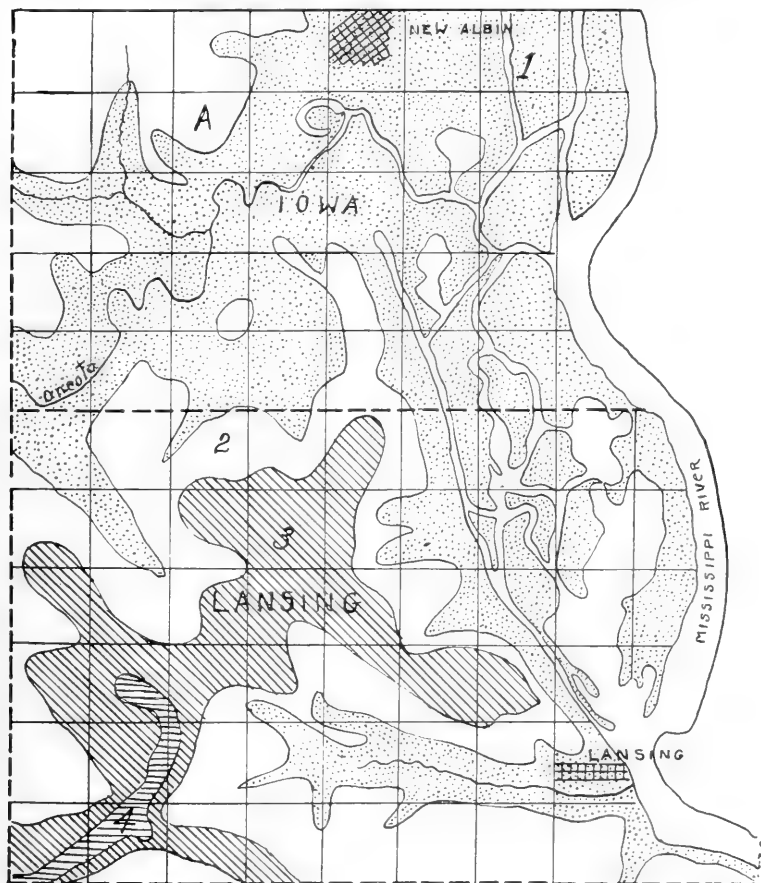 NEW ALBIN
1
A
IOWA
Oneota
2
3
MISSISSIPPI RIVER
LANSING
LANSING
4